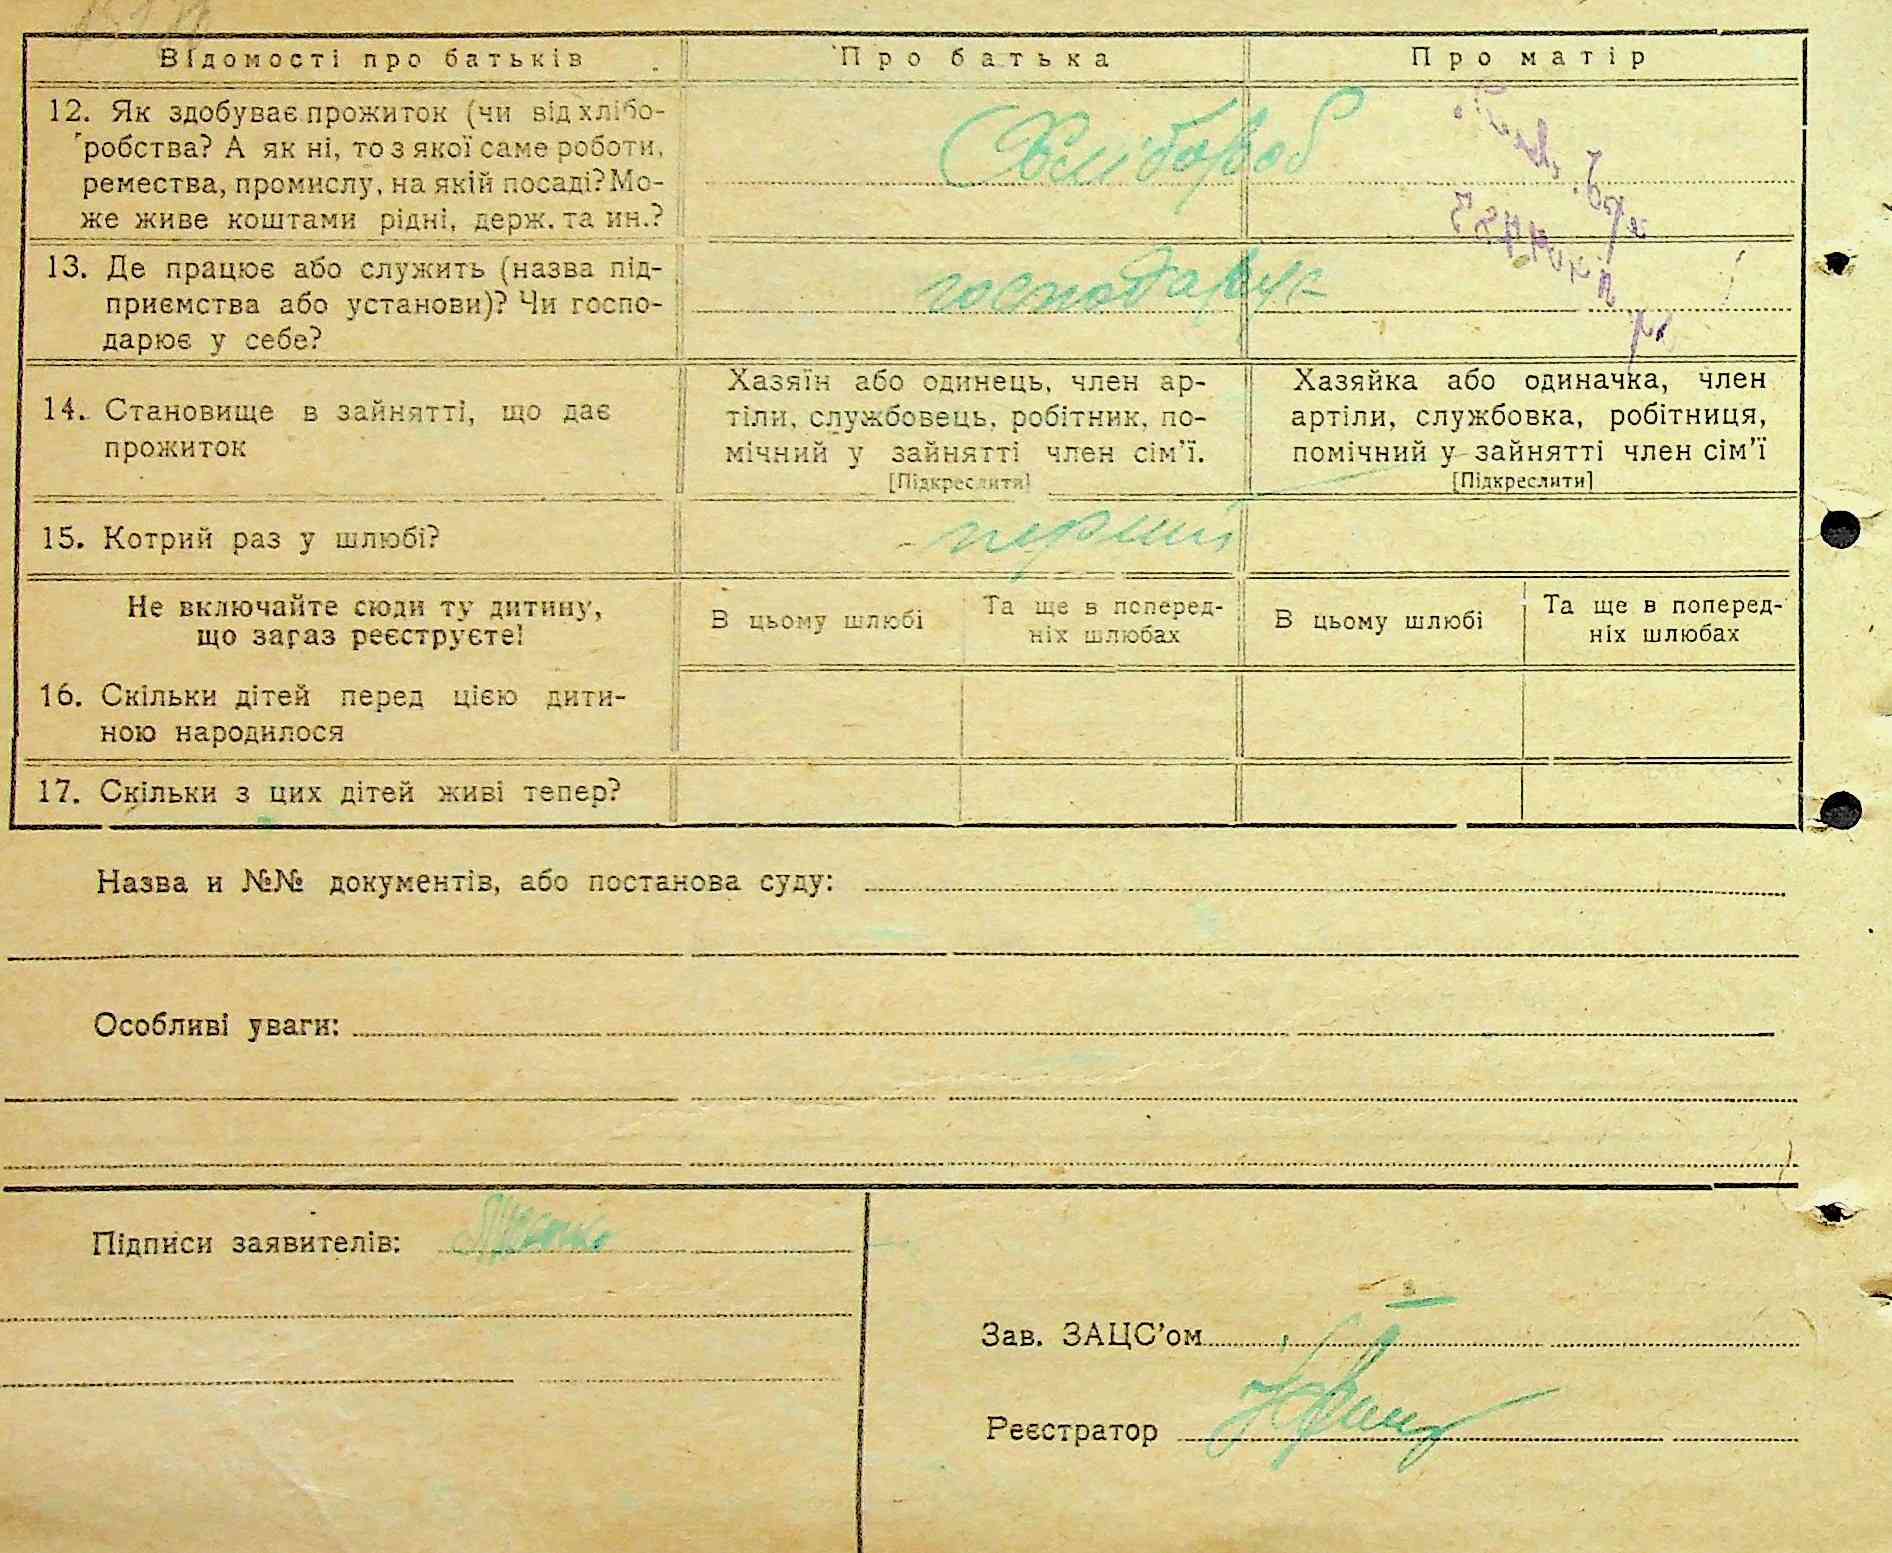 Відомості про батьків Про батька Про матір
12. Як здобуває прожиток (чи від хлібо-
робства? А як ні, то з якої саме роботи,
ремества, промислу, на якій посаді? Мо-
же живе коштами рідні, держ. та ин.?
Хлібороб
13. Де працює або служить (назва під-
приємства або установи)? Чи госпо-
дарює у себе?
господарюв
14. Становище в зайнятті, що дає
прожиток
Хазяїн або одинець, член ар-
тіли, службовець, робітник, по-
мічний у зайнятті член сім'ї.
[Підкреслити]
Хазяйка або одиначка, член
артіли, службовка, робітниця,
помічний у зайнятті член сім'ї
[Підкреслити]
15. Котрий раз у шлюбі? перший
Не включайте сюди ту дитину,
що зараз реєструєте!
В цьому шлюбі
Та ще в поперед-
ніх шлюбах
В цьому шлюбі
Та ще в поперед-
ніх шлюбах
16. Скільки дітей перед цією дити-
ною народилося
17. Скільки з цих дітей живі тепер?
Назва и №№ документів, або постанова суду:
Особливі уваги:
Підписи заявителів:
Зав. ЗАЦС'ом
Реєстратор